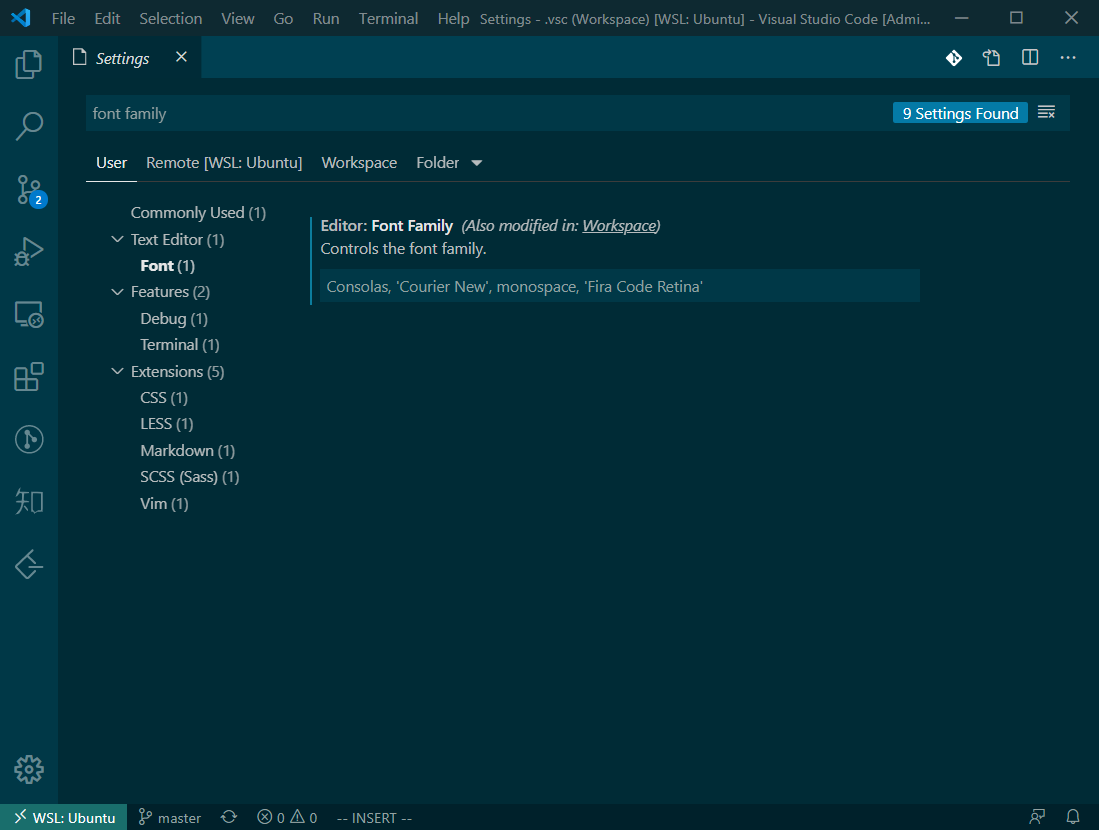 File Edit Selection View Go Run Terminal Help Settings - .vsc (Workspace) [WSL: Ubuntu] - Visual Studio Code [Admi...
Settings
font family 9 Settings Found
User Remote [WSL: Ubuntu] Workspace Folder
Commonly Used (1)
Text Editor (1)
Font (1)
Features (2)
Debug (1)
Terminal (1)
Extensions (5)
CSS (1)
LESS (1)
Markdown (1)
SCSS (Sass) (1)
Vim (1)
Editor: Font Family (Also modified in: Workspace)
Controls the font family.
Consolas, 'Courier New', monospace, 'Fira Code Retina'
2
知
WSL: Ubuntu master 0 0 -- INSERT --